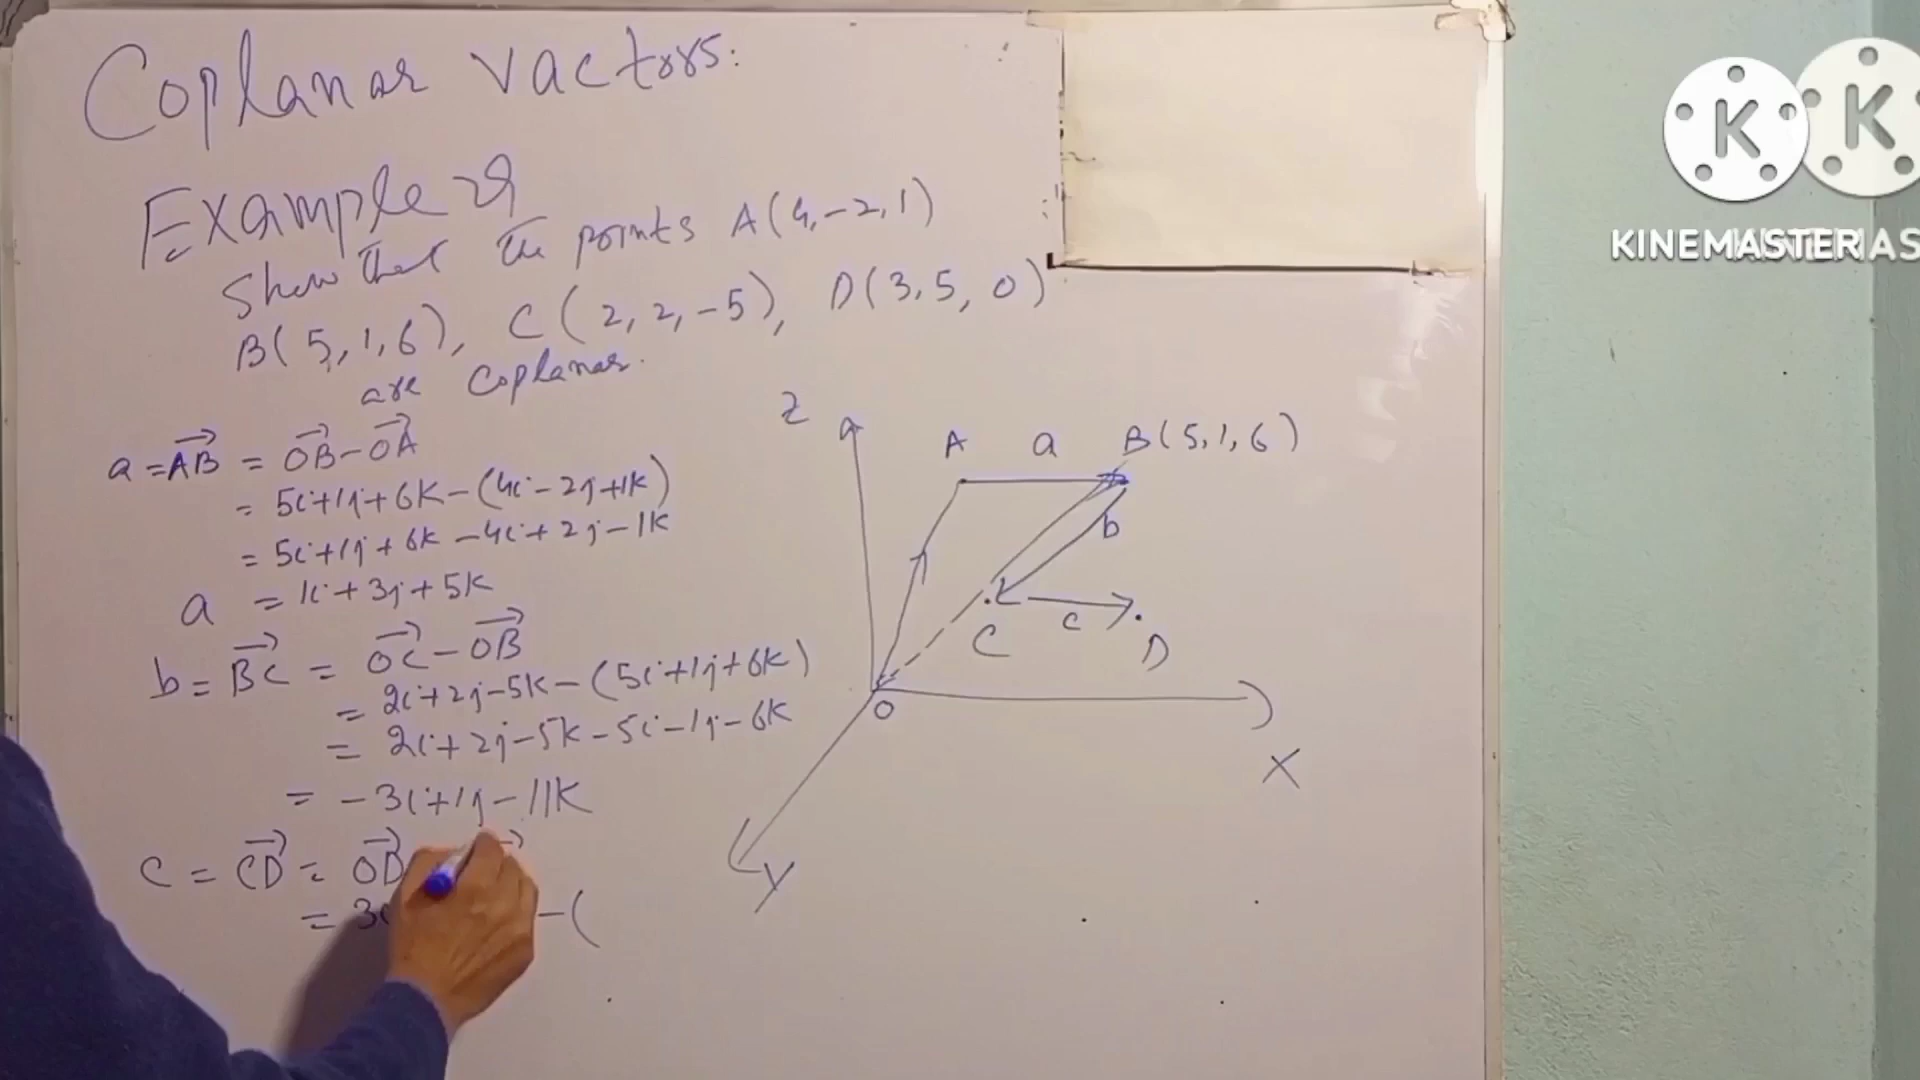 Coplanar Vactors:
Example 29
Show that the points A(4,-2,1)
B(5,1,6), C(2,2,-5), D(3,5,0)
are Coplanar.
a = AB = OB - OA
= 5i+1j+6k-(4i-2j+1k)
= 5i+1j+6k-4i+2j-1k
a = 1i+3j+5k
b = BC = OC - OB
= 2i+2j-5k-(5i+1j+6k)
= 2i+2j-5k-5i-1j-6k
= -3i+1j-11k
C = CD = OD
= 3i -(
Z
A a B(5,1,6)
b
C c D
O
X
Y
K K
KINEMASTER